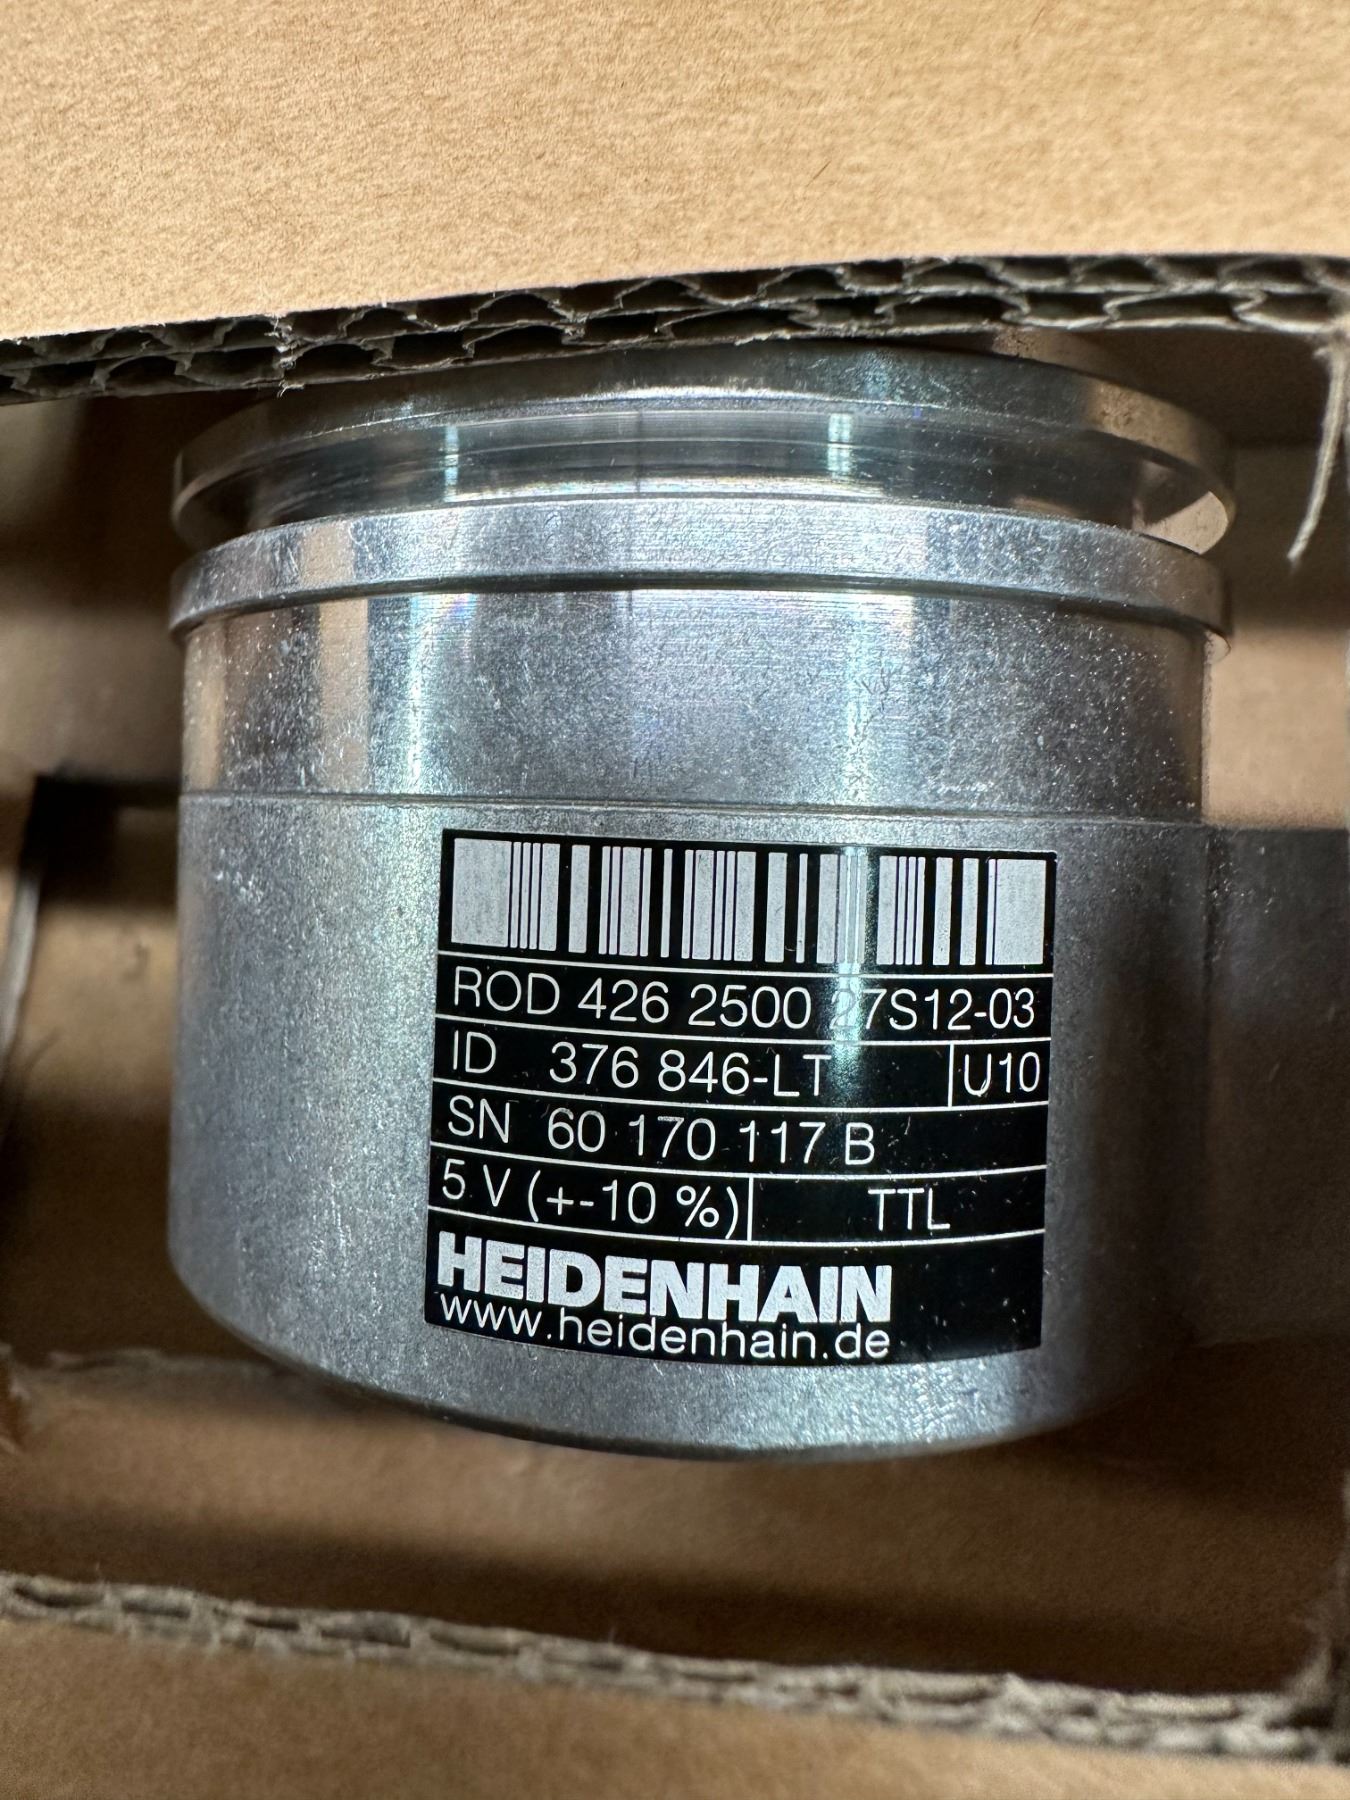 ROD 426 2500 27S12-03
ID 376 846-LT U10
SN 60 170 117 B
5 V (+-10 %) TTL
HEIDENHAIN
www.heidenhain.de